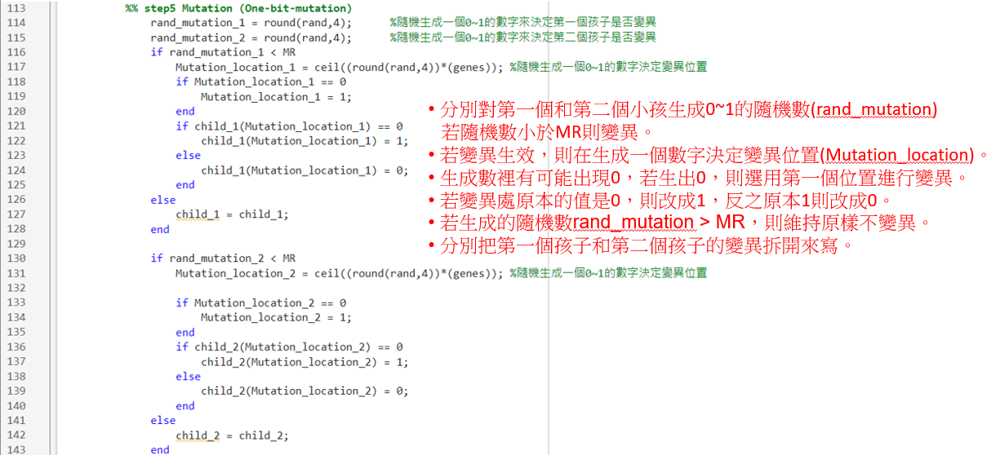 113 %% step5 Mutation (One-bit-mutation)
114 rand_mutation_1 = round(rand,4); %隨機生成一個0~1的數字來決定第一個孩子是否變異
115 rand_mutation_2 = round(rand,4); %隨機生成一個0~1的數字來決定第二個孩子是否變異
116 if rand_mutation_1 < MR
117 Mutation_location_1 = ceil((round(rand,4))*(genes)); %隨機生成一個0~1的數字決定變異位置
118 if Mutation_location_1 == 0
119 Mutation_location_1 = 1;
120 end
121 if child_1(Mutation_location_1) == 0
122 child_1(Mutation_location_1) = 1;
123 else
124 child_1(Mutation_location_1) = 0;
125 end
126 else
127 child_1 = child_1;
128 end
129
130 if rand_mutation_2 < MR
131 Mutation_location_2 = ceil((round(rand,4))*(genes)); %隨機生成一個0~1的數字決定變異位置
132
133 if Mutation_location_2 == 0
134 Mutation_location_2 = 1;
135 end
136 if child_2(Mutation_location_2) == 0
137 child_2(Mutation_location_2) = 1;
138 else
139 child_2(Mutation_location_2) = 0;
140 end
141 else
142 child_2 = child_2;
143 end
• 分別對第一個和第二個小孩生成0~1的隨機數(rand_mutation)
若隨機數小於MR則變異。
• 若變異生效，則在生成一個數字決定變異位置(Mutation_location)。
• 生成數裡有可能出現0，若生出0，則選用第一個位置進行變異。
• 若變異處原本的值是0，則改成1，反之原本1則改成0。
• 若生成的隨機數rand_mutation > MR，則維持原樣不變異。
• 分別把第一個孩子和第二個孩子的變異拆開來寫。